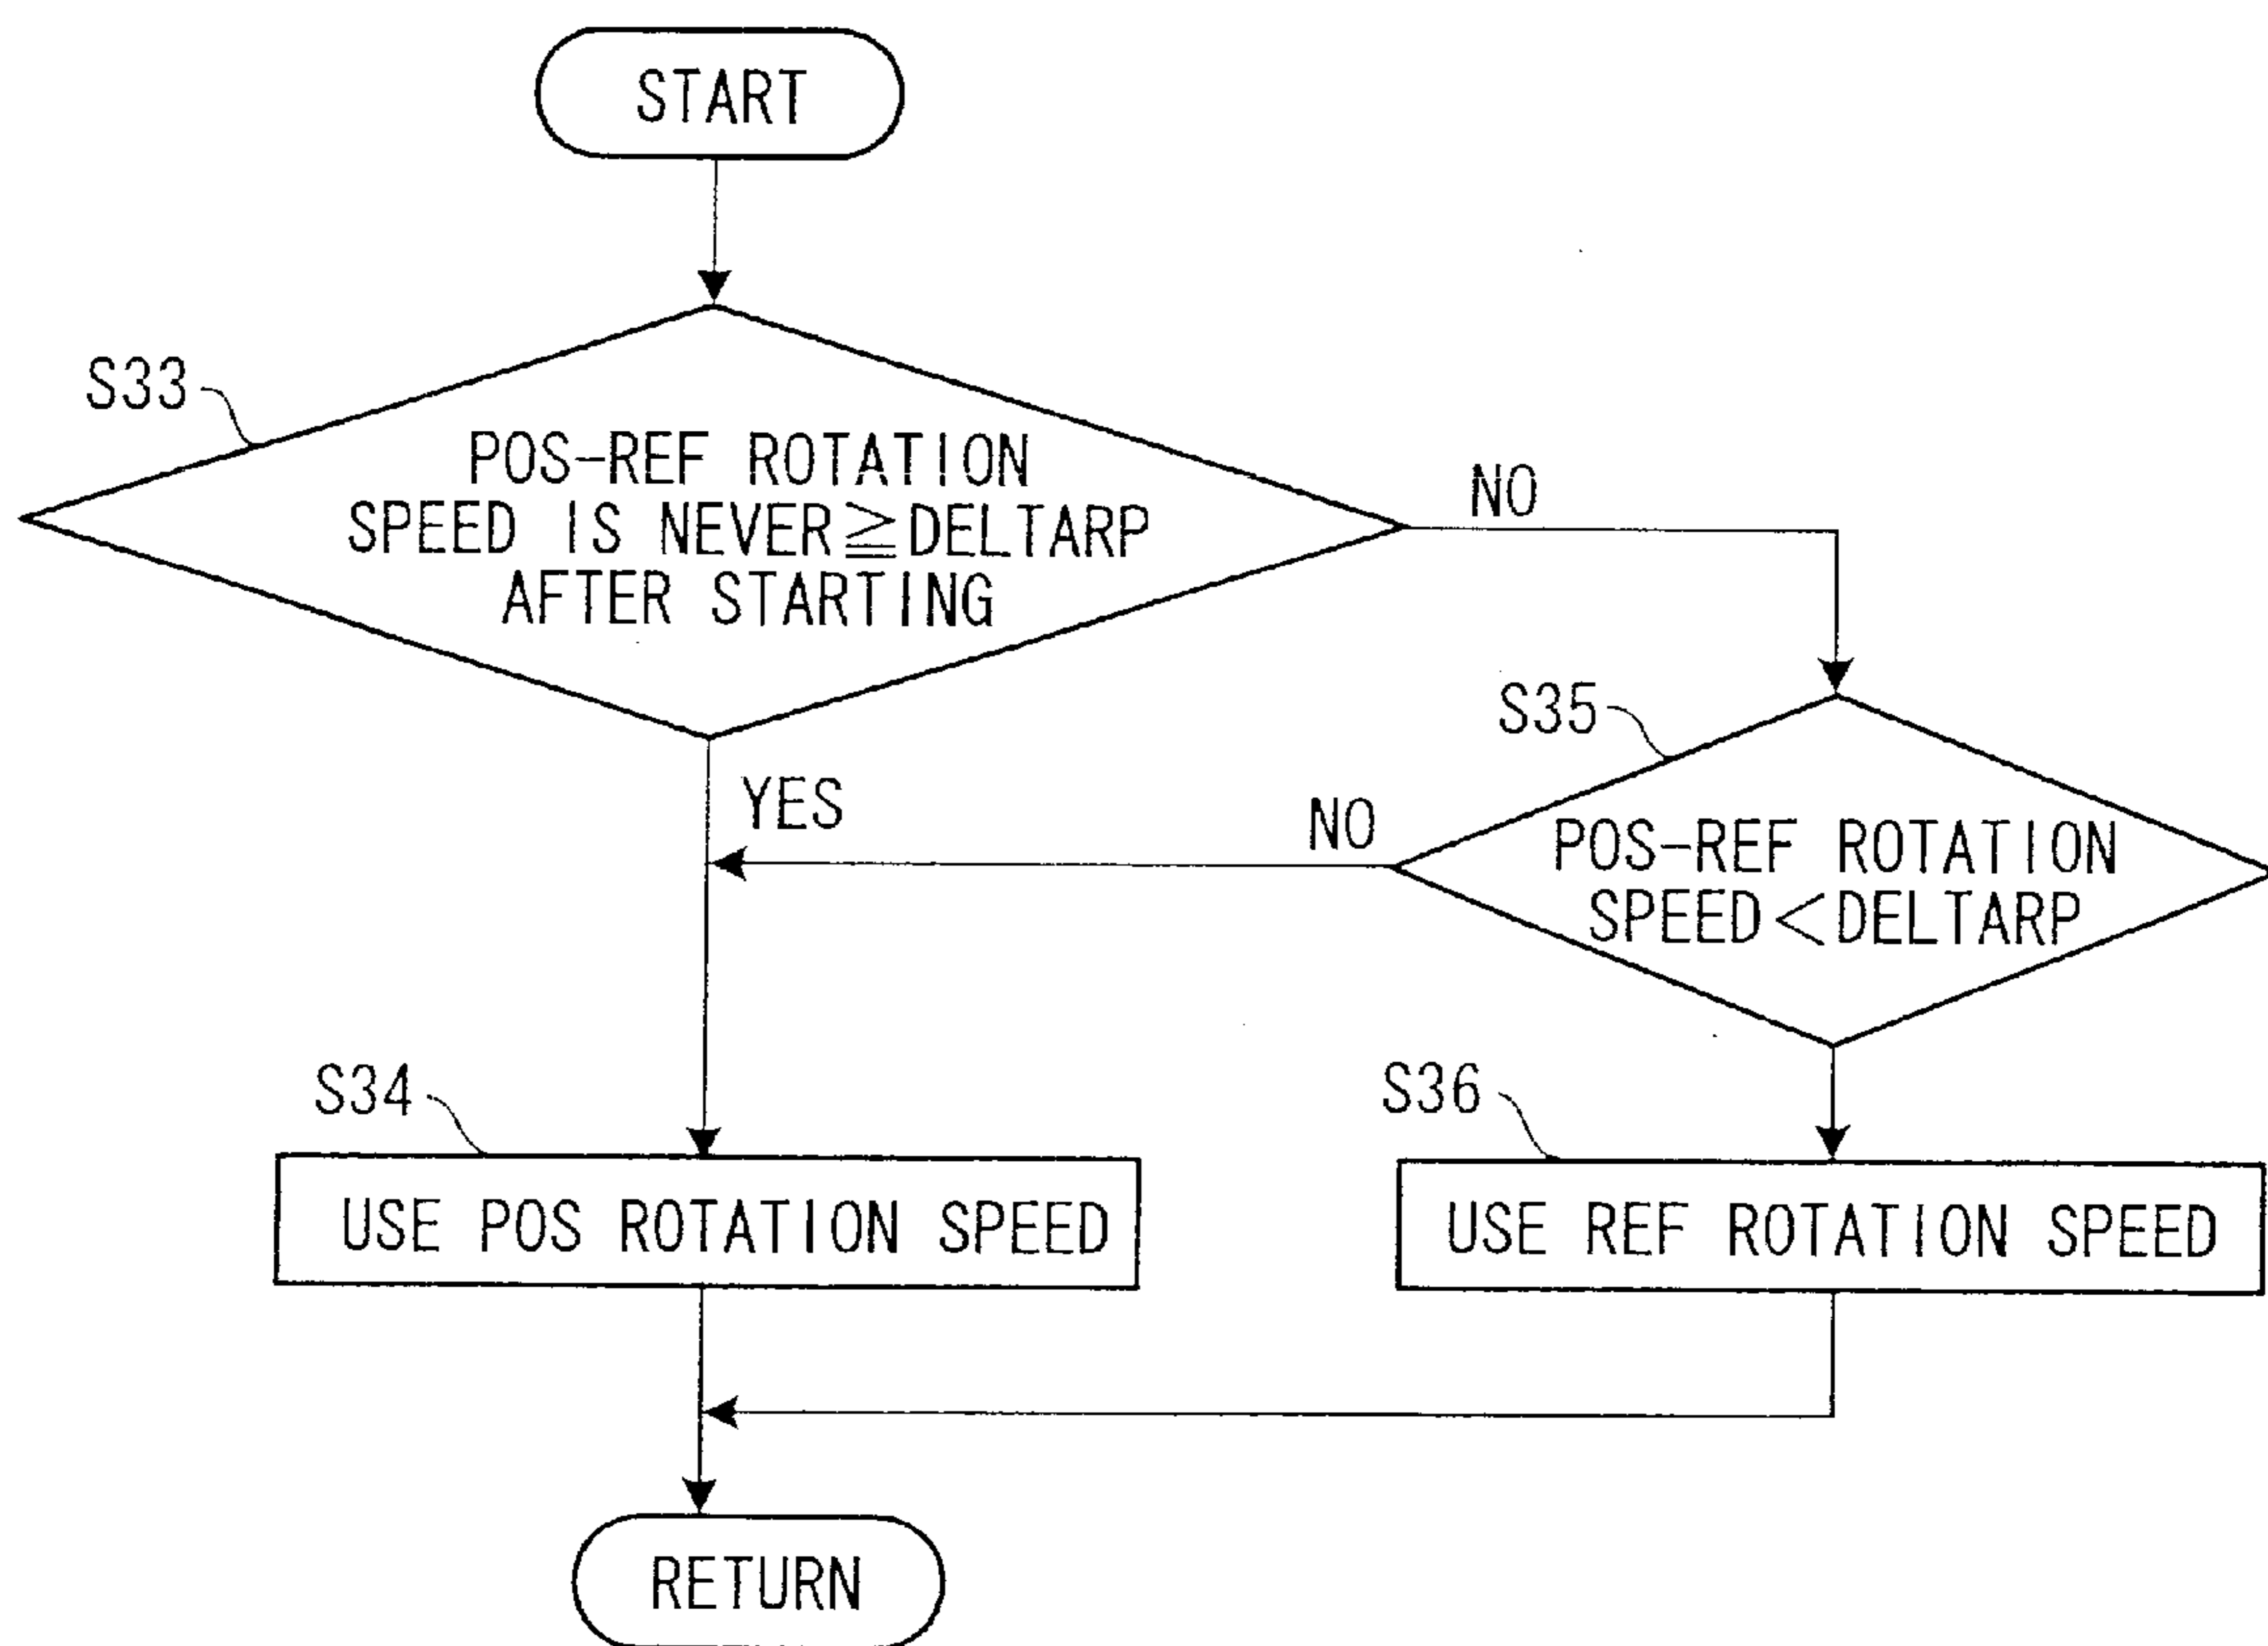 START
S33
POS-REF ROTATION
SPEED IS NEVER≧DELTARP
AFTER STARTING
NO
S35
YES
NO
POS-REF ROTATION
SPEED<DELTARP
S34
S36
USE POS ROTATION SPEED
USE REF ROTATION SPEED
RETURN